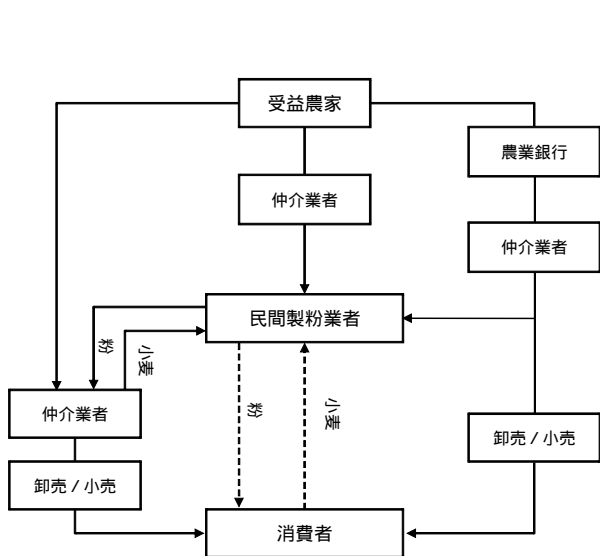 受益農家
農業銀行
仲介業者
仲介業者
民間製粉業者
粉
小麦
粉
小麦
仲介業者
卸売 / 小売
卸売 / 小売
消費者